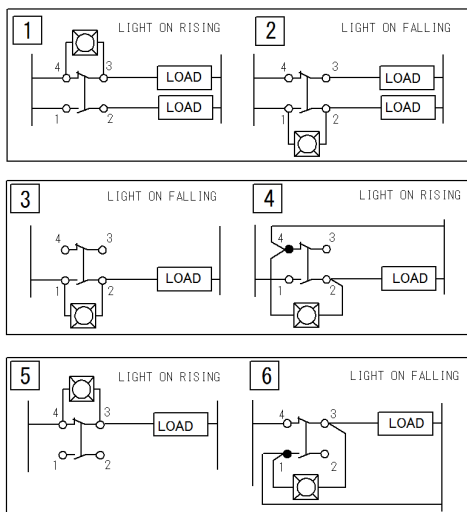 1 LIGHT ON RISING
4 3 LOAD
1 2 LOAD
2 LIGHT ON FALLING
4 3 LOAD
1 2 LOAD
3 LIGHT ON FALLING
4 3
1 2 LOAD
4 LIGHT ON RISING
4 3
1 2 LOAD
5 LIGHT ON RISING
4 3 LOAD
1 2
6 LIGHT ON FALLING
4 3 LOAD
1 2